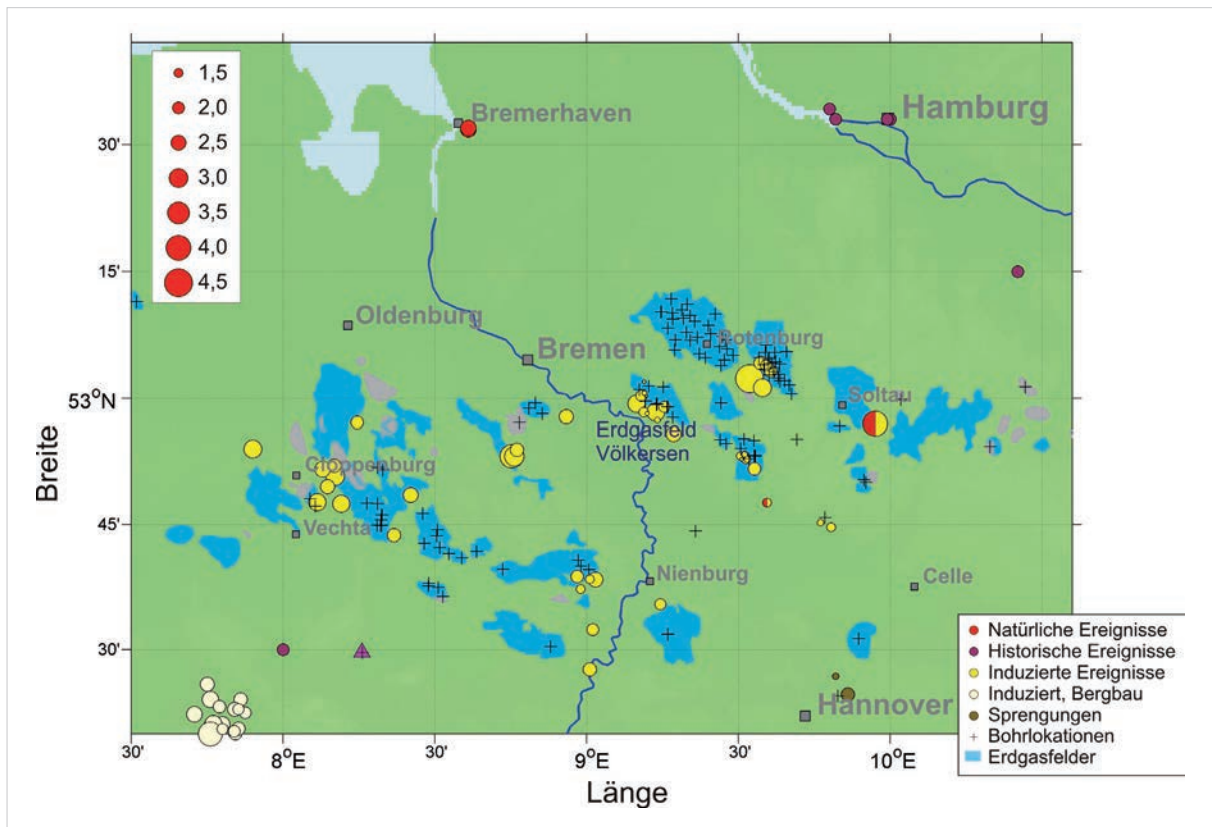 1,5
2,0
2,5
3,0
3,5
4,0
4,5
Bremerhaven
Hamburg
Oldenburg
Bremen
Rotenburg
Soltau
Erdgasfeld
Völkersen
Cloppenburg
Vechta
Nienburg
Celle
Hannover
30'
15'
53°N
45'
30'
Breite
30'
8°E
30'
9°E
30'
10°E
Länge
Natürliche Ereignisse
Historische Ereignisse
Induzierte Ereignisse
Induziert, Bergbau
Sprengungen
Bohrlokationen
Erdgasfelder